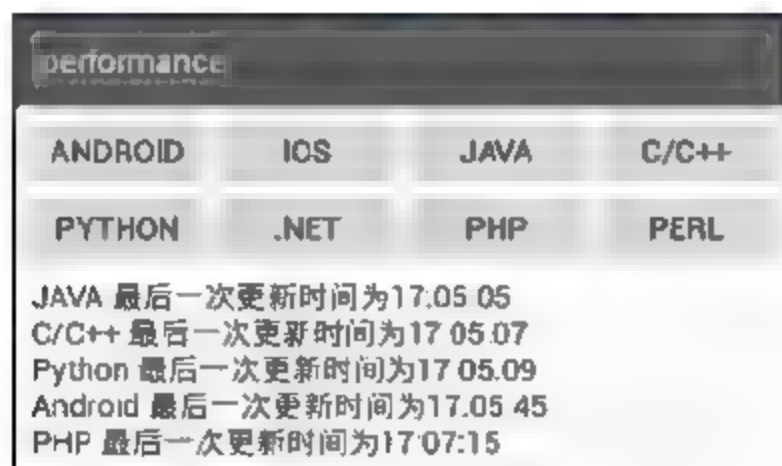 performance
ANDROID IOS JAVA C/C++
PYTHON .NET PHP PERL
JAVA 最后一次更新时间为17:05:05
C/C++ 最后一次更新时间为17:05:07
Python 最后一次更新时间为17:05:09
Android 最后一次更新时间为17:05:45
PHP 最后一次更新时间为17:07:15